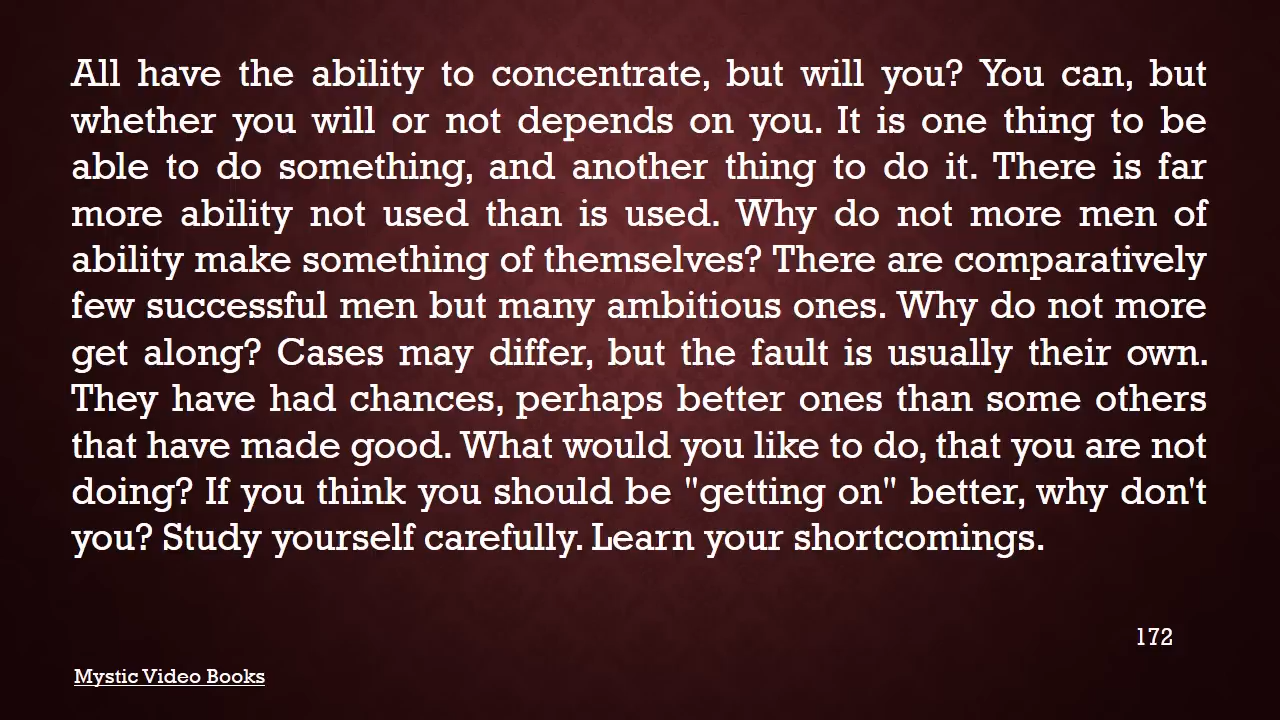 All have the ability to concentrate, but will you? You can, but
whether you will or not depends on you. It is one thing to be
able to do something, and another thing to do it. There is far
more ability not used than is used. Why do not more men of
ability make something of themselves? There are comparatively
few successful men but many ambitious ones. Why do not more
get along? Cases may differ, but the fault is usually their own.
They have had chances, perhaps better ones than some others
that have made good. What would you like to do, that you are not
doing? If you think you should be "getting on" better, why don't
you? Study yourself carefully. Learn your shortcomings.
172
Mystic Video Books